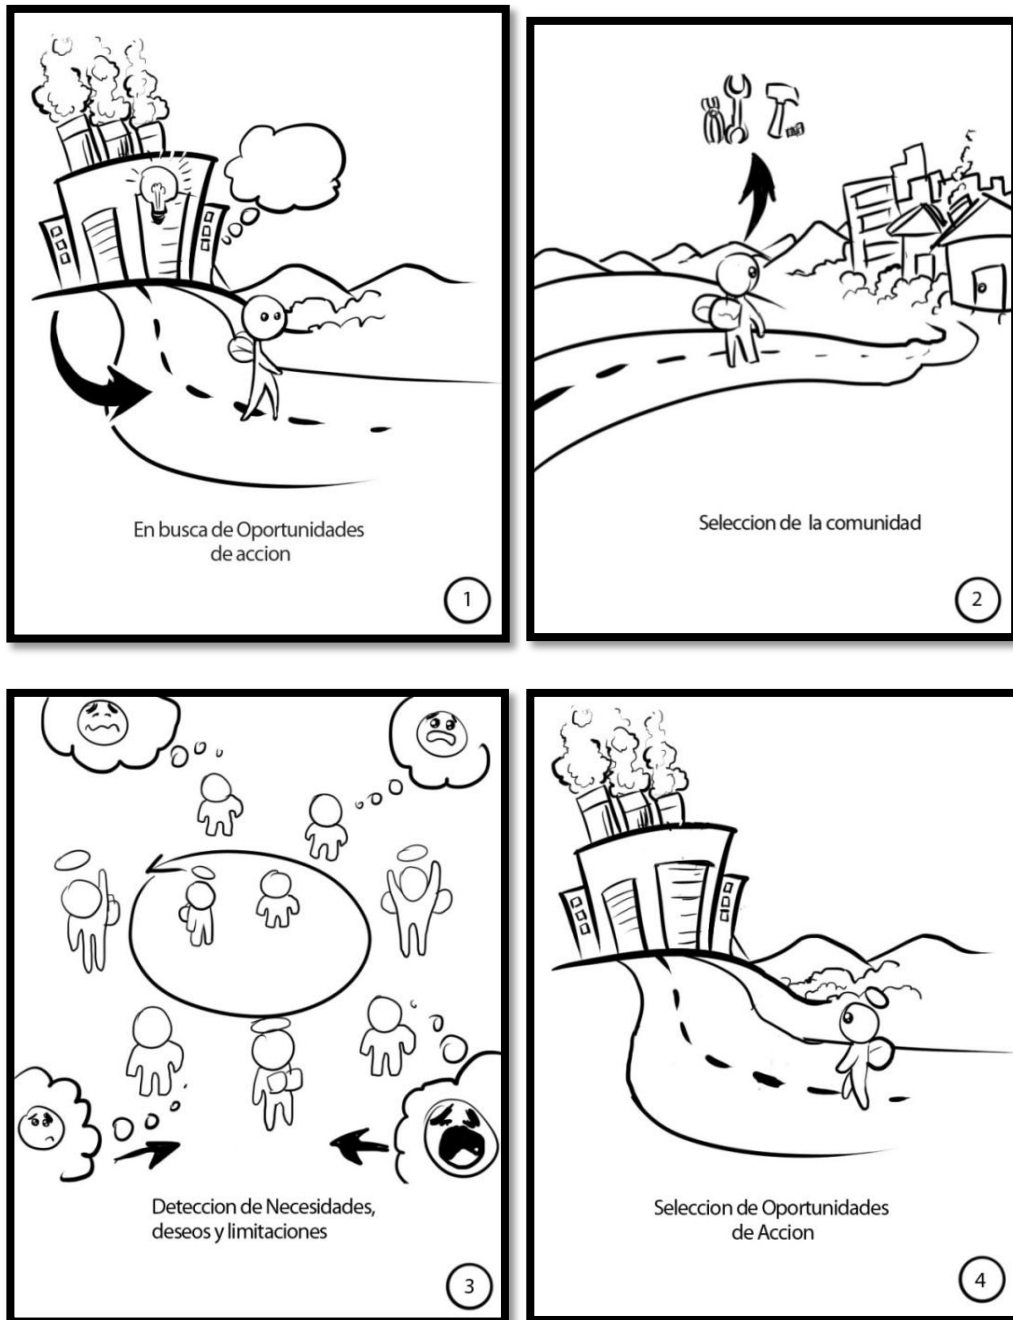 En busca de Oportunidades
de accion
1
Seleccion de  la comunidad
2
Deteccion de Necesidades,
deseos y limitaciones
3
Seleccion de Oportunidades
de Accion
4